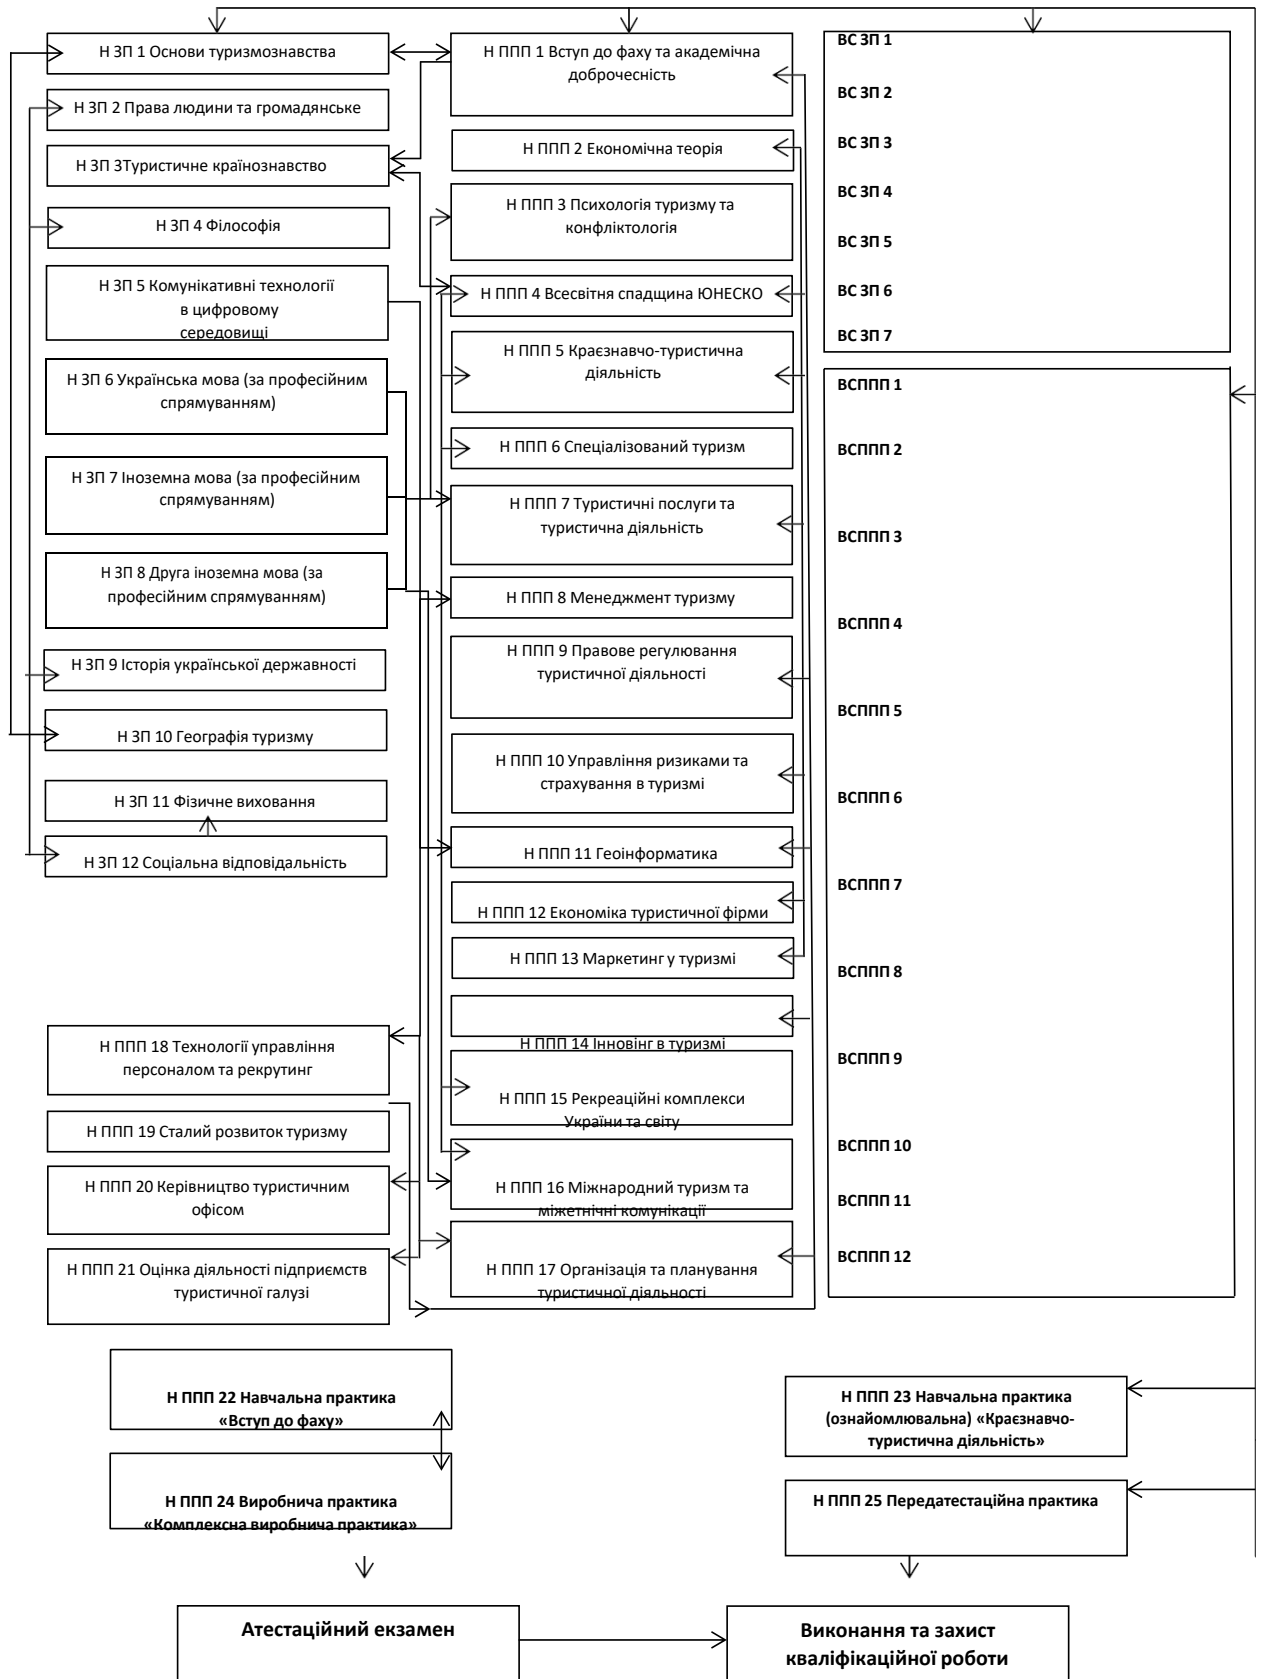 Н ЗП 1 Основи туризмознавства
Н ЗП 2 Права людини та громадянське
Н ЗП 3Туристичне країнознавство
Н ЗП 4 Філософія
Н ЗП 5 Комунікативні технології
в цифровому
середовищі
Н ЗП 6 Українська мова (за професійним
спрямуванням)
Н ЗП 7 Іноземна мова (за професійним
спрямуванням)
Н ЗП 8 Друга іноземна мова (за
професійним спрямуванням)
Н ЗП 9 Історія української державності
Н ЗП 10 Географія туризму
Н ЗП 11 Фізичне виховання
Н ЗП 12 Соціальна відповідальність
Н ППП 18 Технології управління
персоналом та рекрутинг
Н ППП 19 Сталий розвиток туризму
Н ППП 20 Керівництво туристичним
офісом
Н ППП 21 Оцінка діяльності підприємств
туристичної галузі
Н ППП 1 Вступ до фаху та академічна
доброчесність
Н ППП 2 Економічна теорія
Н ППП 3 Психологія туризму та
конфліктологія
Н ППП 4 Всесвітня спадщина ЮНЕСКО
Н ППП 5 Краєзнавчо-туристична
діяльність
Н ППП 6 Спеціалізований туризм
Н ППП 7 Туристичні послуги та
туристична діяльність
Н ППП 8 Менеджмент туризму
Н ППП 9 Правове регулювання
туристичної діяльності
Н ППП 10 Управління ризиками та
страхування в туризмі
Н ППП 11 Геоінформатика
Н ППП 12 Економіка туристичної фірми
Н ППП 13 Маркетинг у туризмі
Н ППП 14 Інновінг в туризмі
Н ППП 15 Рекреаційні комплекси
України та світу
Н ППП 16 Міжнародний туризм та
міжетнічні комунікації
Н ППП 17 Організація та планування
туристичної діяльності
ВС ЗП 1
ВС ЗП 2
ВС ЗП 3
ВС ЗП 4
ВС ЗП 5
ВС ЗП 6
ВС ЗП 7
ВСППП 1
ВСППП 2
ВСППП 3
ВСППП 4
ВСППП 5
ВСППП 6
ВСППП 7
ВСППП 8
ВСППП 9
ВСППП 10
ВСППП 11
ВСППП 12
Н ППП 22 Навчальна практика
«Вступ до фаху»
Н ППП 24 Виробнича практика
«Комплексна виробнича практика»
Н ППП 23 Навчальна практика
(ознайомлювальна) «Краєзнавчо-
туристична діяльність»
Н ППП 25 Передатестаційна практика
Атестаційний екзамен
Виконання та захист
кваліфікаційної роботи